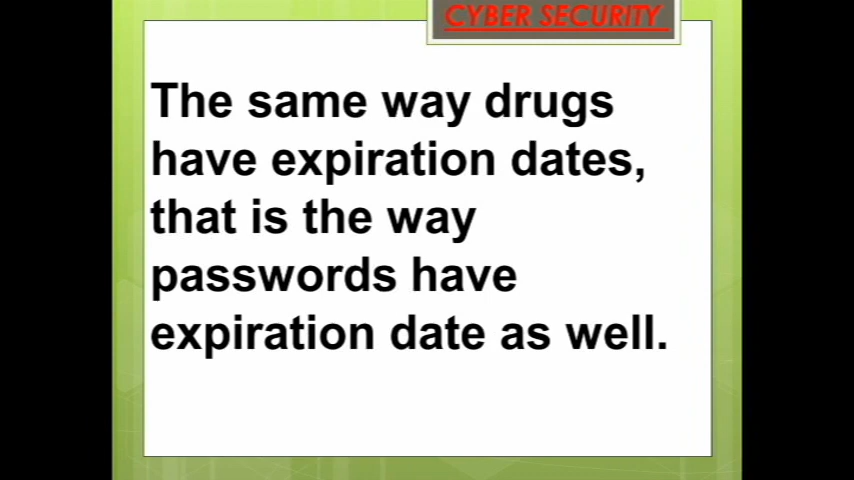 CYBER SECURITY
The same way drugs
have expiration dates,
that is the way
passwords have
expiration date as well.